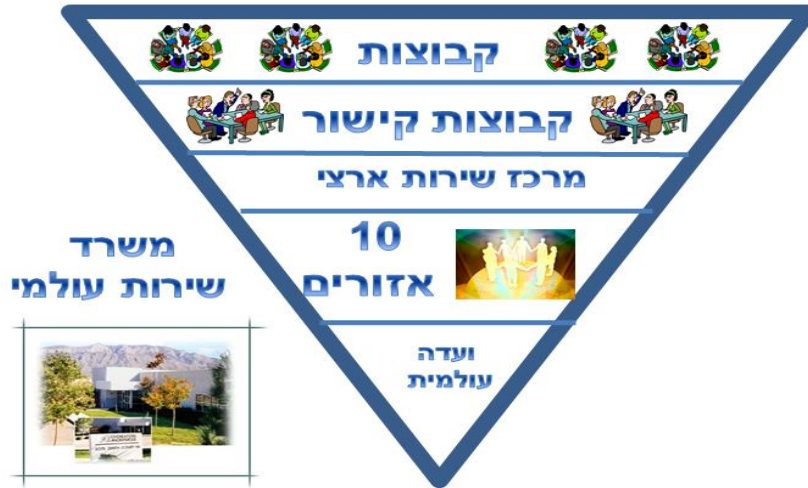 קבוצות
קבוצות קישור
מרכז שירות ארצי
10
אזורים
משרד
שירות עולמי
ועדה
עולמית